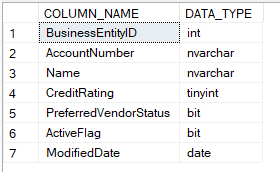 COLUMN_NAME DATA_TYPE
1 BusinessEntityID int
2 AccountNumber nvarchar
3 Name nvarchar
4 CreditRating tinyint
5 PreferredVendorStatus bit
6 ActiveFlag bit
7 ModifiedDate date